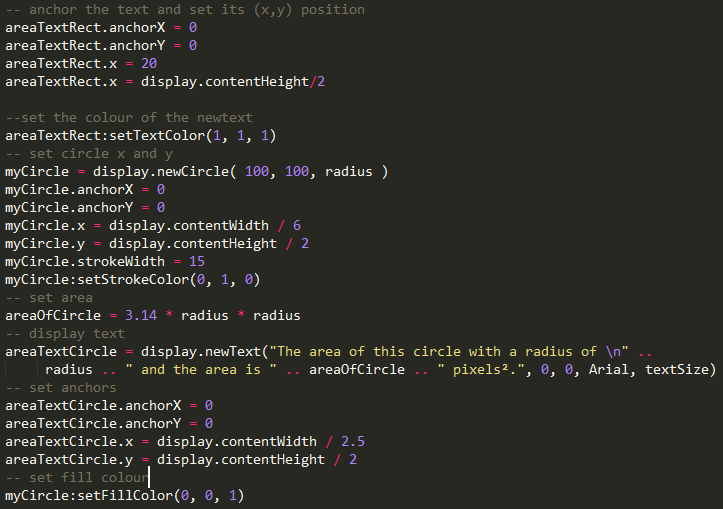 -- anchor the text and set its (x,y) position
areaTextRect.anchorX = 0
areaTextRect.anchorY = 0
areaTextRect.x = 20
areaTextRect.x = display.contentHeight/2

--set the colour of the newtext
areaTextRect:setTextColor(1, 1, 1)
-- set circle x and y
myCircle = display.newCircle( 100, 100, radius )
myCircle.anchorX = 0
myCircle.anchorY = 0
myCircle.x = display.contentWidth / 6
myCircle.y = display.contentHeight / 2
myCircle.strokeWidth = 15
myCircle:setStrokeColor(0, 1, 0)
-- set area
areaOfCircle = 3.14 * radius * radius
-- display text
areaTextCircle = display.newText("The area of this circle with a radius of \n" ..
     radius .. " and the area is " .. areaOfCircle .. " pixels².", 0, 0, Arial, textSize)
-- set anchors
areaTextCircle.anchorX = 0
areaTextCircle.anchorY = 0
areaTextCircle.x = display.contentWidth / 2.5
areaTextCircle.y = display.contentHeight / 2
-- set fill colour
myCircle:setFillColor(0, 0, 1)